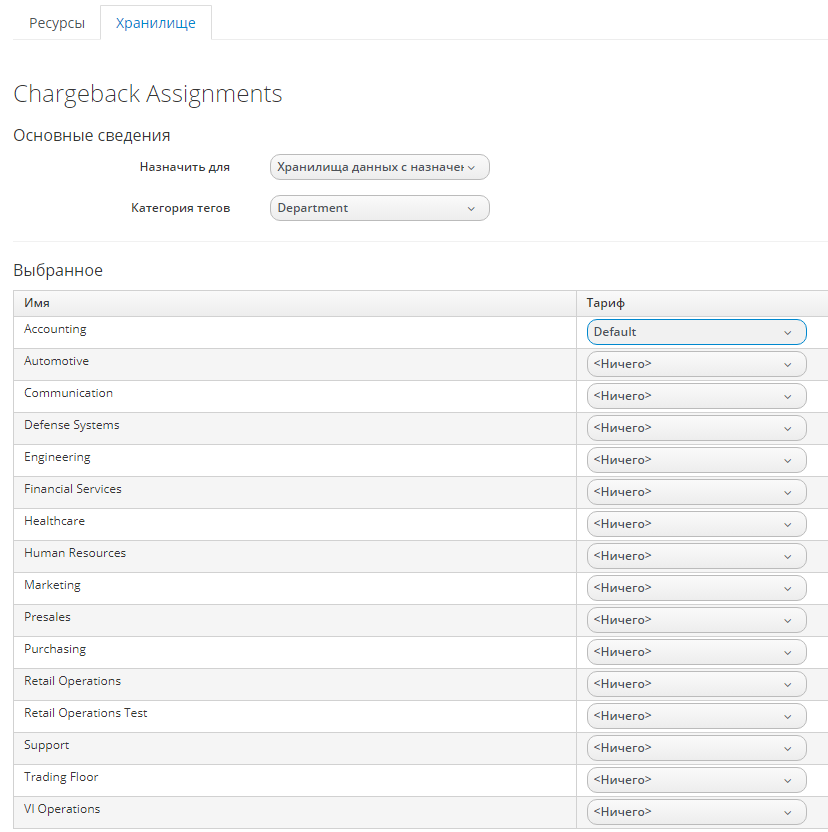 Ресурсы Хранилище
Chargeback Assignments
Основные сведения
Назначить для Хранилища данных с назначен
Категория тегов Department
Выбранное
Имя Тариф
Accounting Default
Automotive <Ничего>
Communication <Ничего>
Defense Systems <Ничего>
Engineering <Ничего>
Financial Services <Ничего>
Healthcare <Ничего>
Human Resources <Ничего>
Marketing <Ничего>
Presales <Ничего>
Purchasing <Ничего>
Retail Operations <Ничего>
Retail Operations Test <Ничего>
Support <Ничего>
Trading Floor <Ничего>
VI Operations <Ничего>